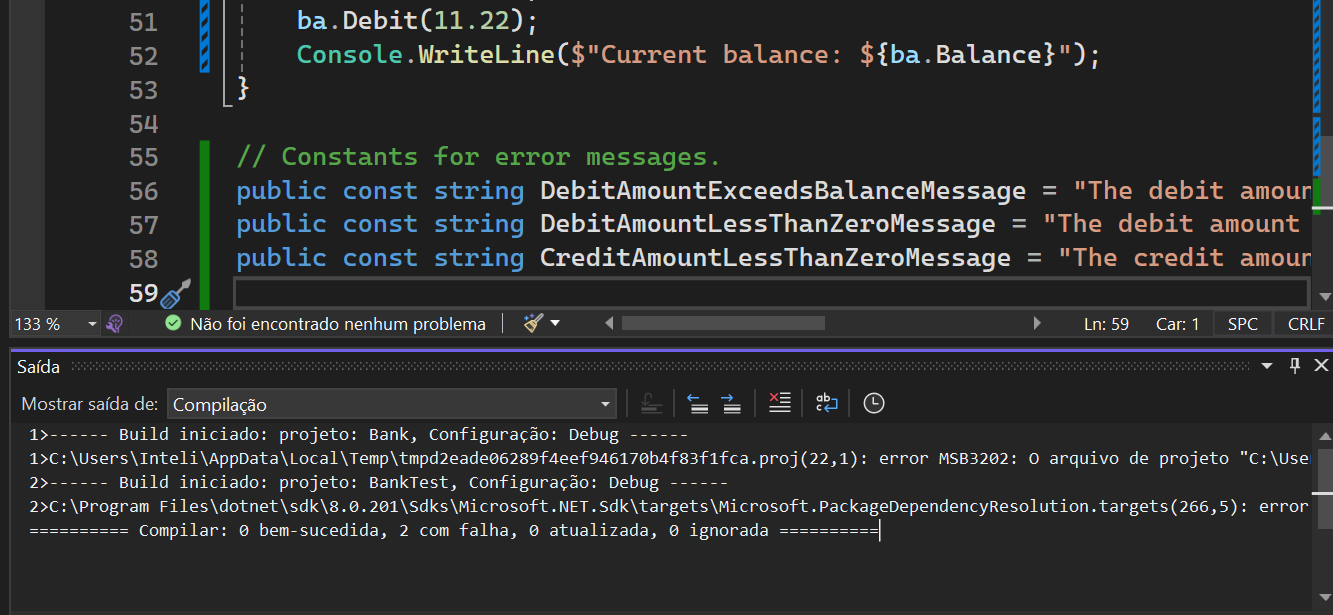 51 ba.Debit(11.22);
52 Console.WriteLine($"Current balance: ${ba.Balance}");
53 }
54
55 // Constants for error messages.
56 public const string DebitAmountExceedsBalanceMessage = "The debit amoun
57 public const string DebitAmountLessThanZeroMessage = "The debit amount
58 public const string CreditAmountLessThanZeroMessage = "The credit amoun
59
133 % Não foi encontrado nenhum problema Ln: 59 Car: 1 SPC CRLF
Saída
Mostrar saída de: Compilação
1>------ Build iniciado: projeto: Bank, Configuração: Debug ------
1>C:\Users\Inteli\AppData\Local\Temp\tmpd2eade06289f4eef946170b4f83f1fca.proj(22,1): error MSB3202: O arquivo de projeto "C:\Use
2>------ Build iniciado: projeto: BankTest, Configuração: Debug ------
2>C:\Program Files\dotnet\sdk\8.0.201\Sdks\Microsoft.NET.Sdk\targets\Microsoft.PackageDependencyResolution.targets(266,5): error
========== Compilar: 0 bem-sucedida, 2 com falha, 0 atualizada, 0 ignorada ==========